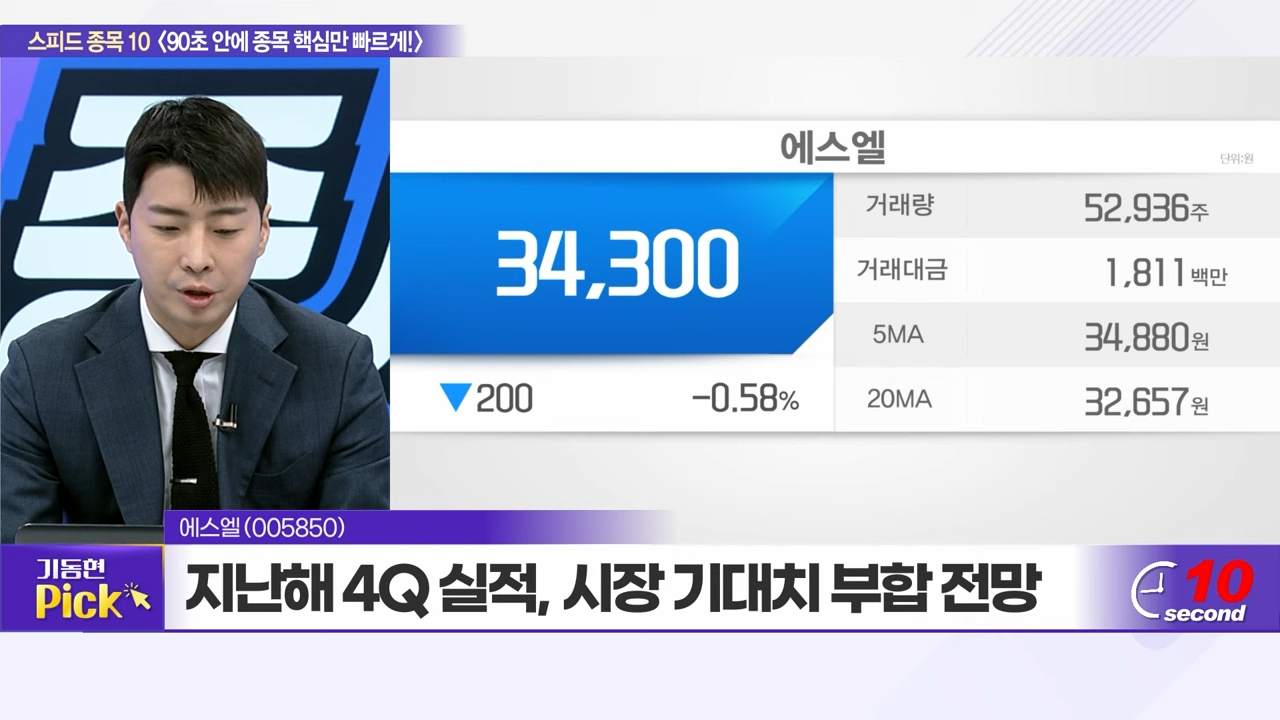 스피드 종목 10 〈90초 안에 종목 핵심만 빠르게!〉
에스엘
단위:원
34,300
▼200 -0.58%
거래량 52,936주
거래대금 1,811백만
5MA 34,880원
20MA 32,657원
에스엘(005850)
기동현
Pick
지난해 4Q 실적, 시장 기대치 부합 전망
10
second